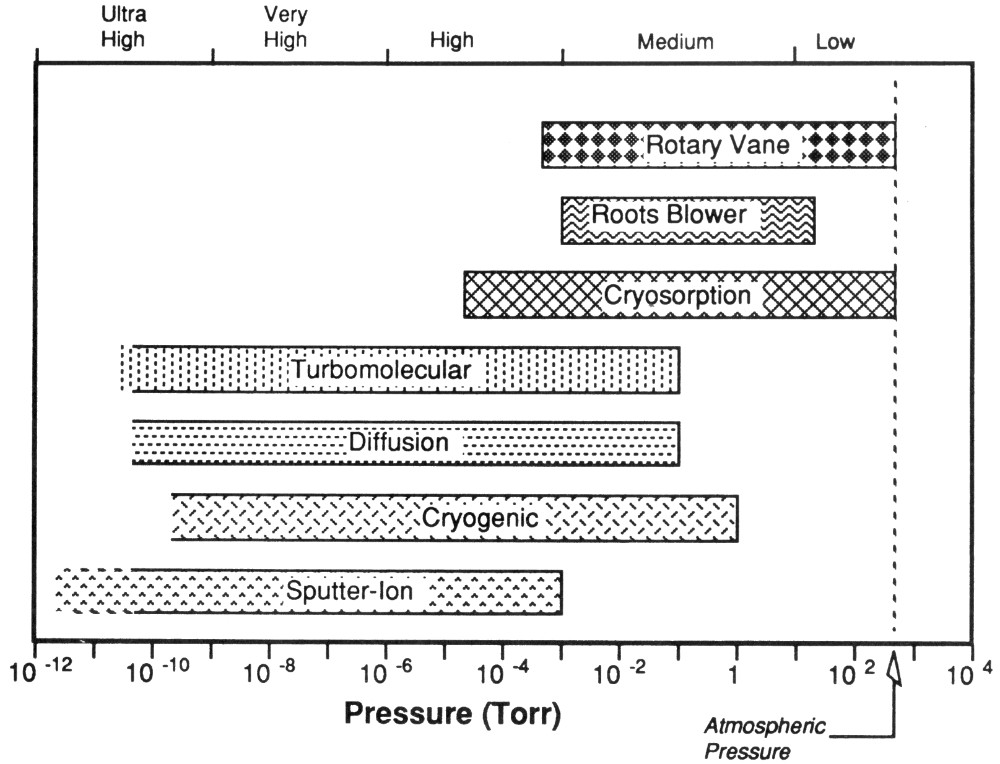 Ultra
High
Very
High
High
Medium
Low
Rotary Vane
Roots Blower
Cryosorption
Turbomolecular
Diffusion
Cryogenic
Sputter-Ion
10 -12
10 -10
10 -8
10 -6
10 -4
10 -2
1
10 2
10 4
Pressure (Torr)
Atmospheric
Pressure